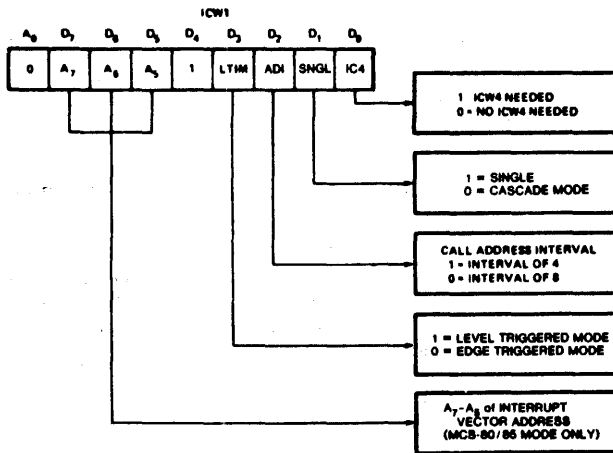 ICW1
A0 D7 D6 D5 D4 D3 D2 D1 D0
0 A7 A6 A5 1 LTIM ADI SNGL IC4
1 ICW4 NEEDED
0 = NO ICW4 NEEDED
1 = SINGLE
0 = CASCADE MODE
CALL ADDRESS INTERVAL
1 = INTERVAL OF 4
0 = INTERVAL OF 8
1 = LEVEL TRIGGERED MODE
0 = EDGE TRIGGERED MODE
A7-A5 of INTERRUPT
VECTOR ADDRESS
(MCS-80/85 MODE ONLY)